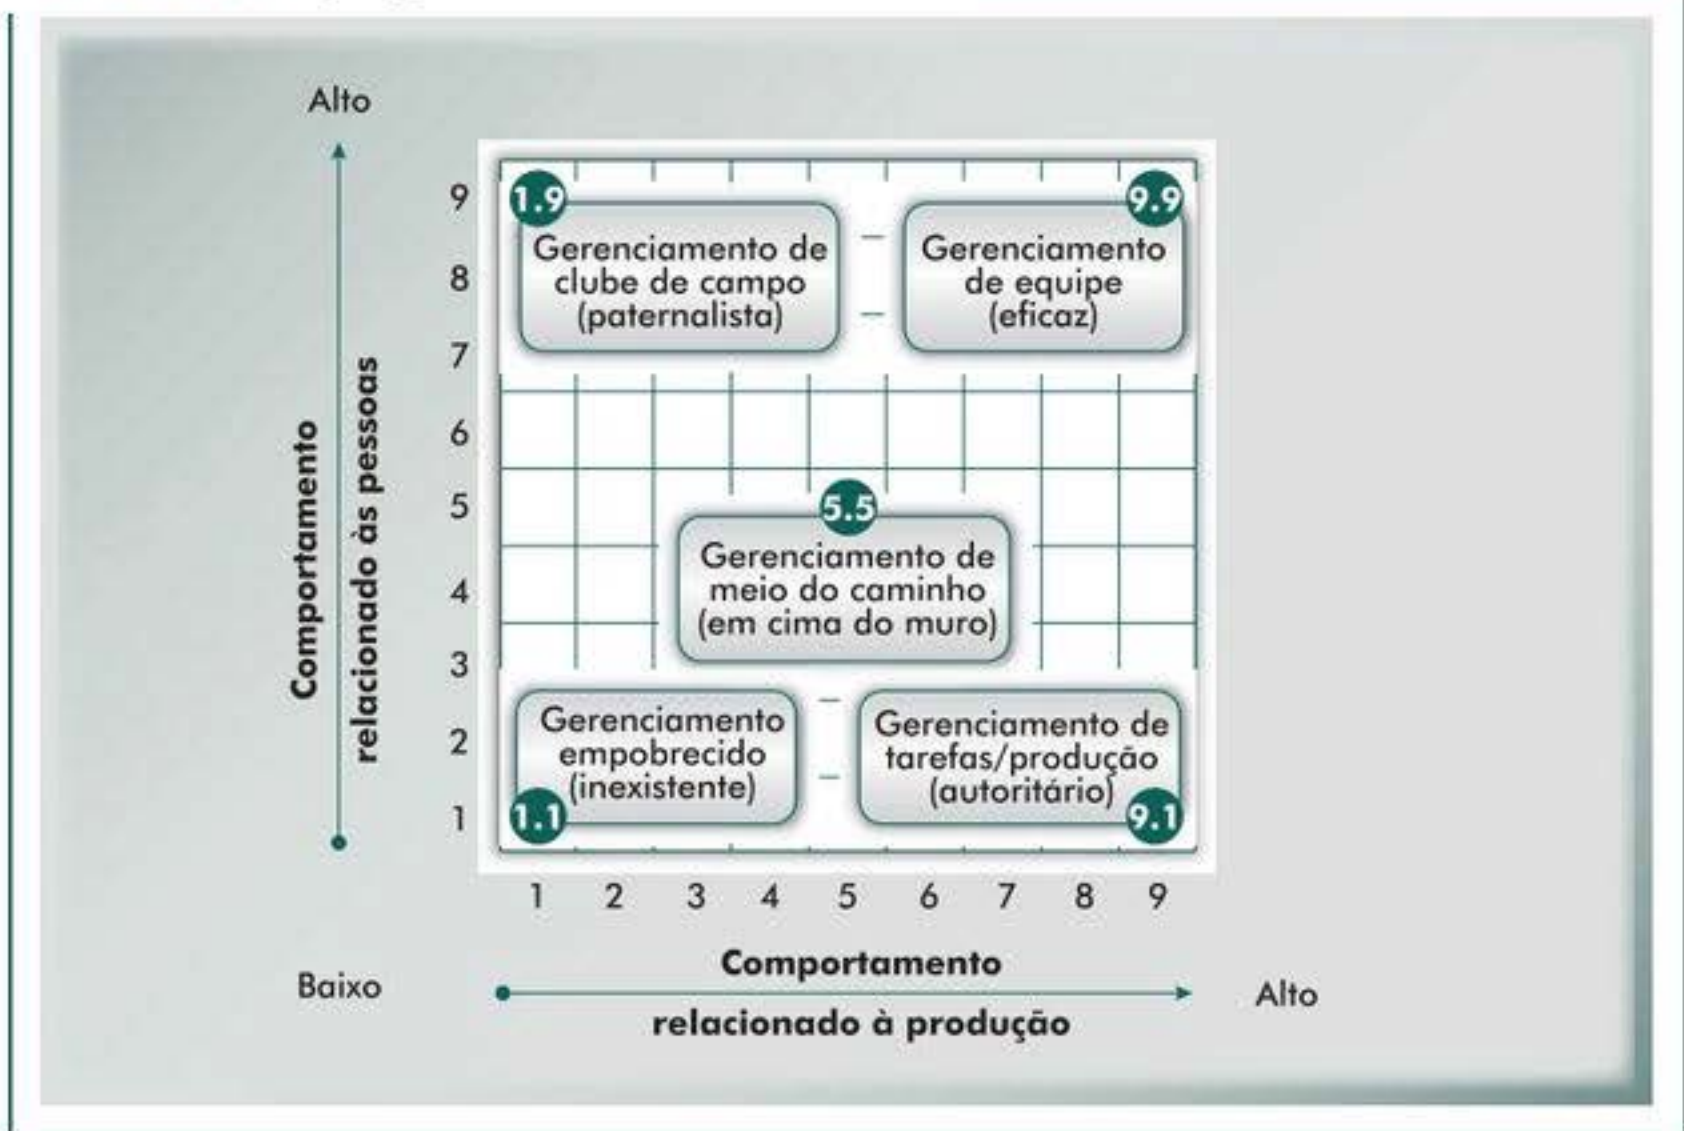 Alto
Comportamento
relacionado às pessoas
9
8
7
6
5
4
3
2
1
1.9
Gerenciamento de
clube de campo
(paternalista)
9.9
Gerenciamento
de equipe
(eficaz)
5.5
Gerenciamento de
meio do caminho
(em cima do muro)
Gerenciamento
empobrecido
(inexistente)
1.1
Gerenciamento de
tarefas/produção
(autoritário)
9.1
1 2 3 4 5 6 7 8 9
Baixo
Comportamento
relacionado à produção
Alto